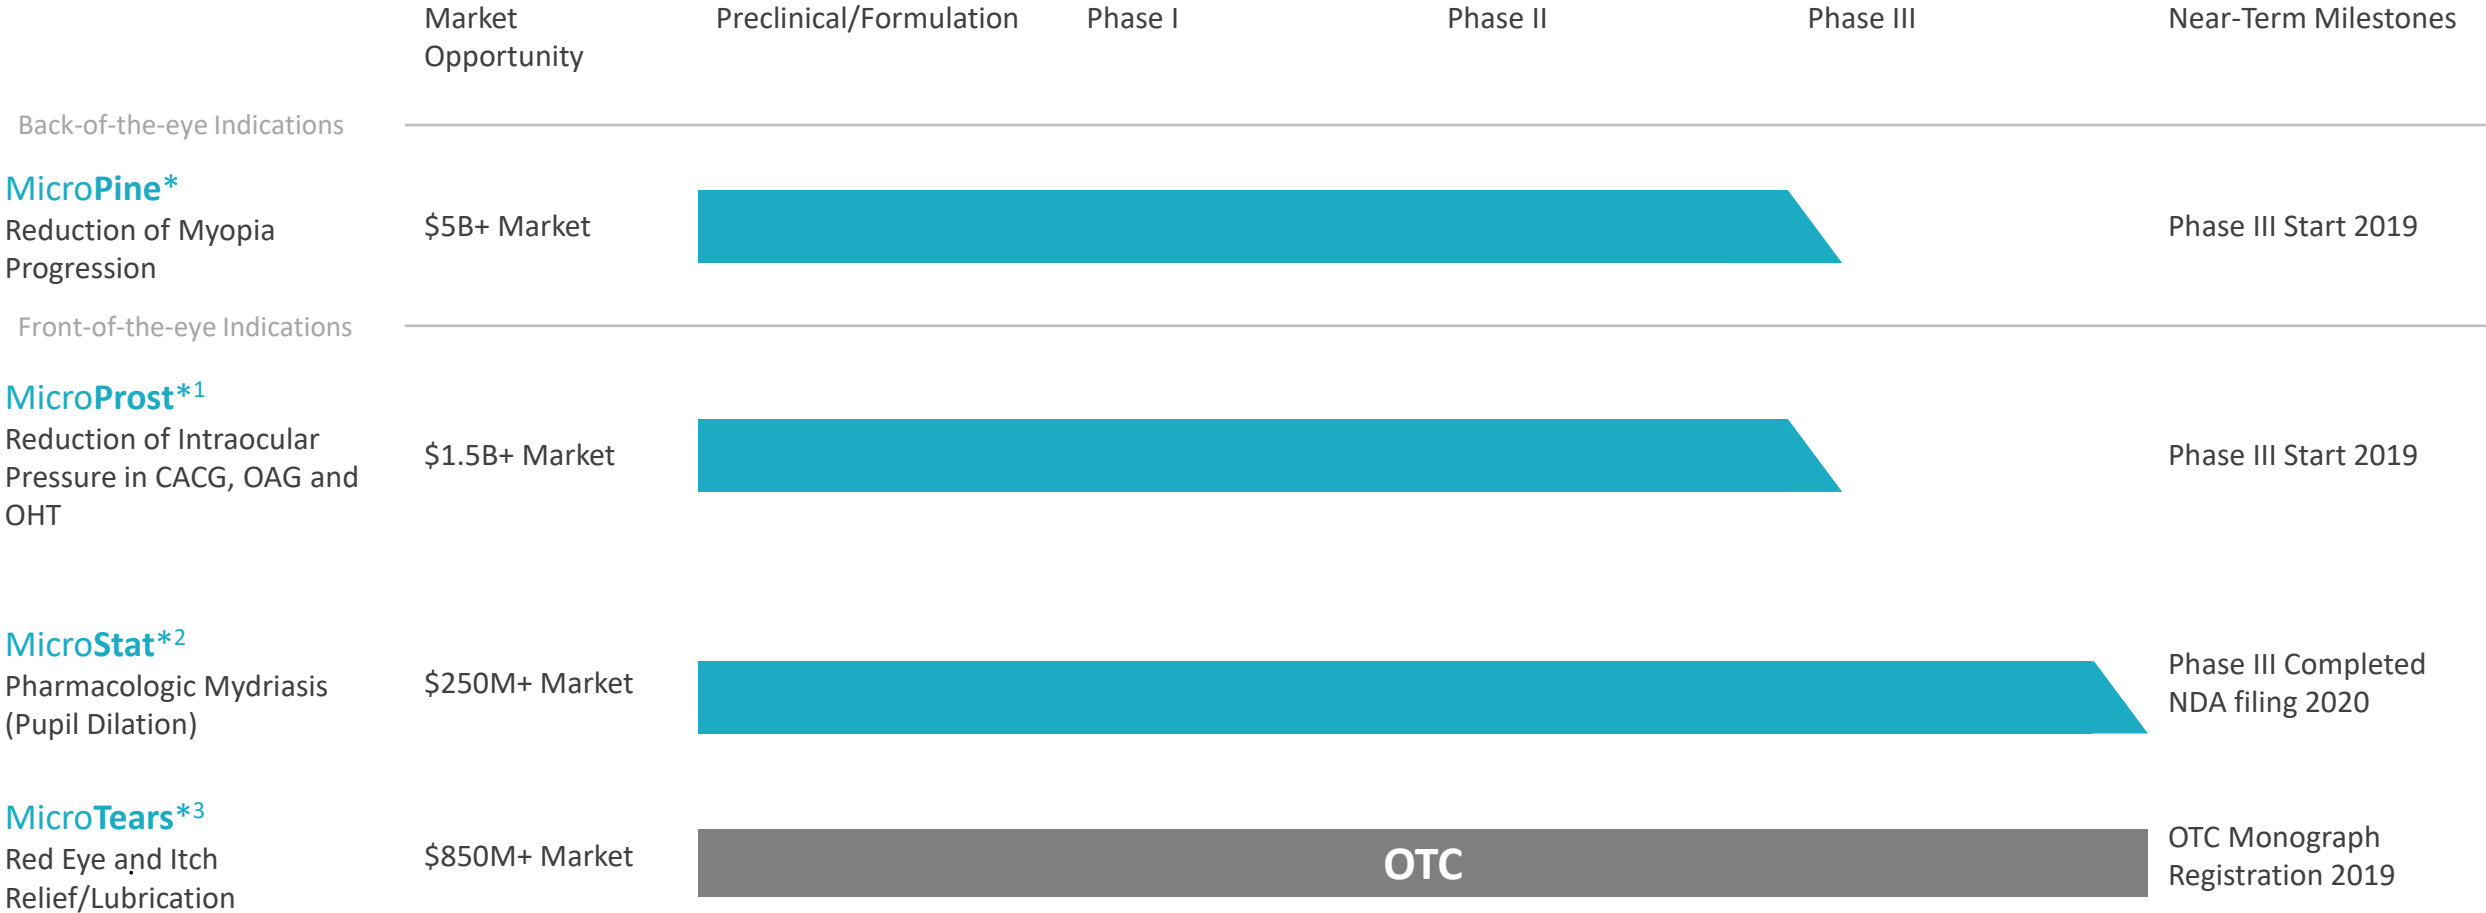 Market
Opportunity
Preclinical/Formulation
Phase I
Phase II
Phase III
Near-Term Milestones
Back-of-the-eye Indications
MicroPine*
Reduction of Myopia
Progression
$5B+ Market
Phase III Start 2019
Front-of-the-eye Indications
MicroProst*1
Reduction of Intraocular
Pressure in CACG, OAG and
OHT
$1.5B+ Market
Phase III Start 2019
MicroStat*2
Pharmacologic Mydriasis
(Pupil Dilation)
$250M+ Market
Phase III Completed
NDA filing 2020
MicroTears*3
Red Eye and Itch
Relief/Lubrication
$850M+ Market
OTC
OTC Monograph
Registration 2019